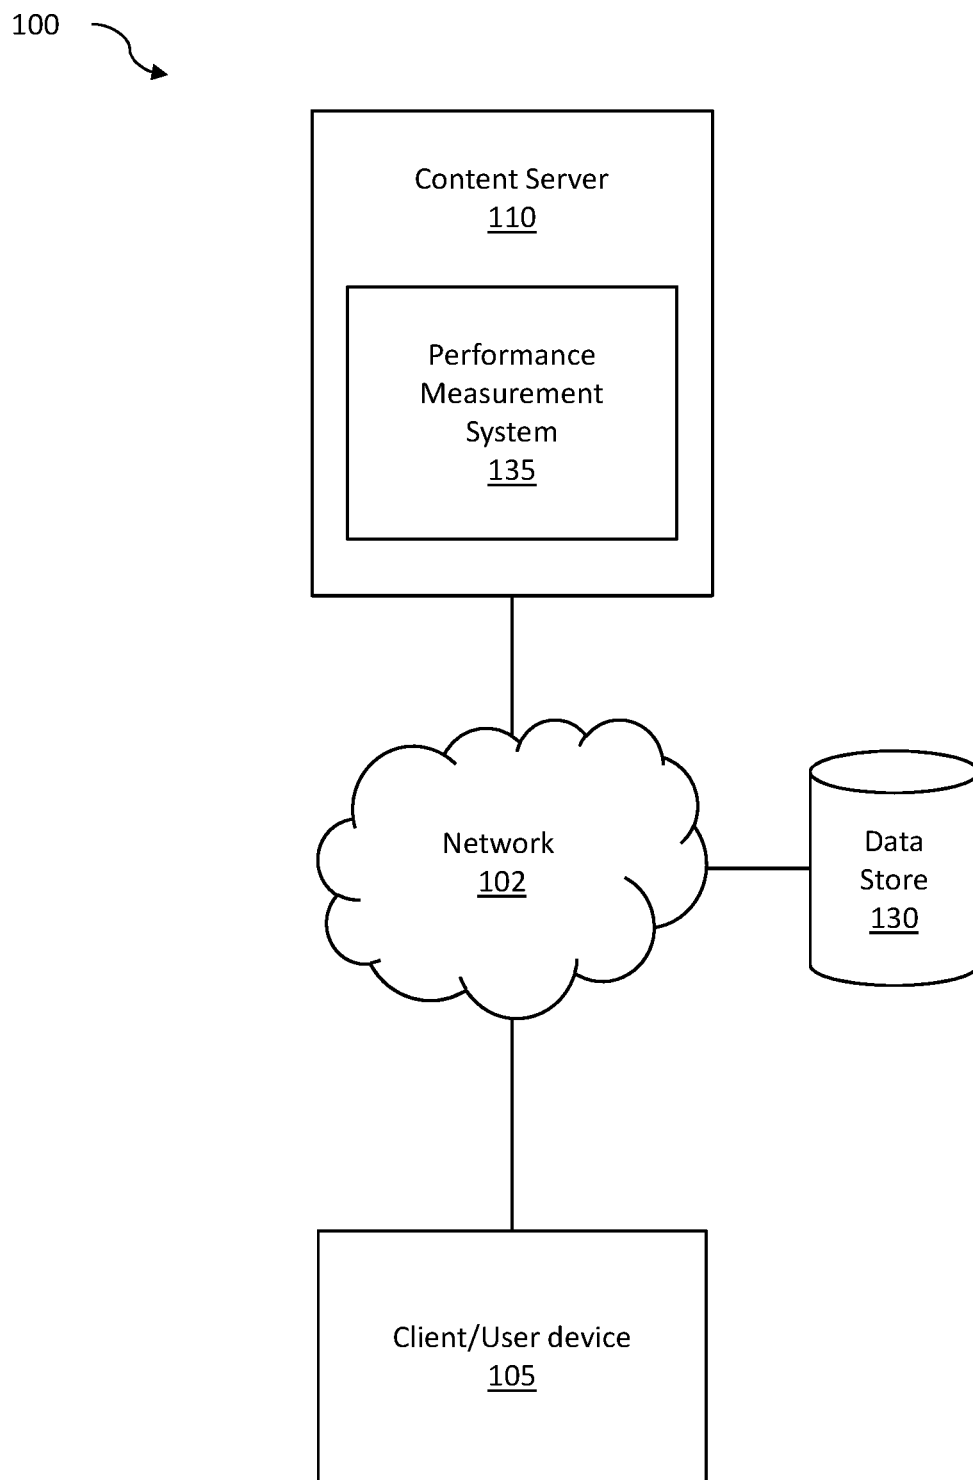 100
Content Server
110
Performance
Measurement
System
135
Network
102
Data
Store
130
Client/User device
105